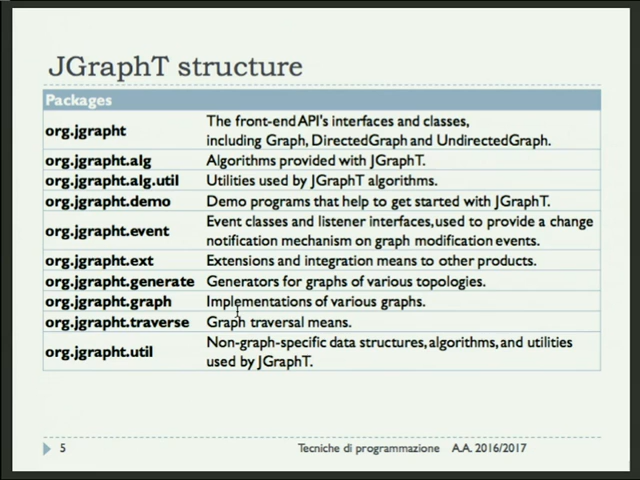 JGraphT structure
Packages
org.jgrapht
The front-end API's interfaces and classes,
including Graph, DirectedGraph and UndirectedGraph.
org.jgrapht.alg
Algorithms provided with JGraphT.
org.jgrapht.alg.util
Utilities used by JGraphT algorithms.
org.jgrapht.demo
Demo programs that help to get started with JGraphT.
org.jgrapht.event
Event classes and listener interfaces, used to provide a change
notification mechanism on graph modification events.
org.jgrapht.ext
Extensions and integration means to other products.
org.jgrapht.generate
Generators for graphs of various topologies.
org.jgrapht.graph
Implementations of various graphs.
org.jgrapht.traverse
Graph traversal means.
org.jgrapht.util
Non-graph-specific data structures, algorithms, and utilities
used by JGraphT.
5
Tecniche di programmazione A.A. 2016/2017